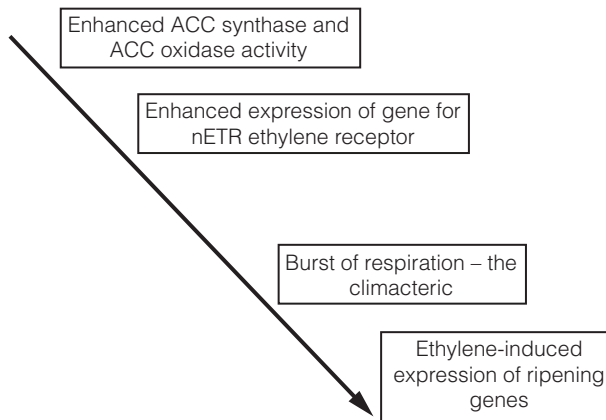 Enhanced ACC synthase and
ACC oxidase activity
Enhanced expression of gene for
nETR ethylene receptor
Burst of respiration – the
climacteric
Ethylene-induced
expression of ripening
genes